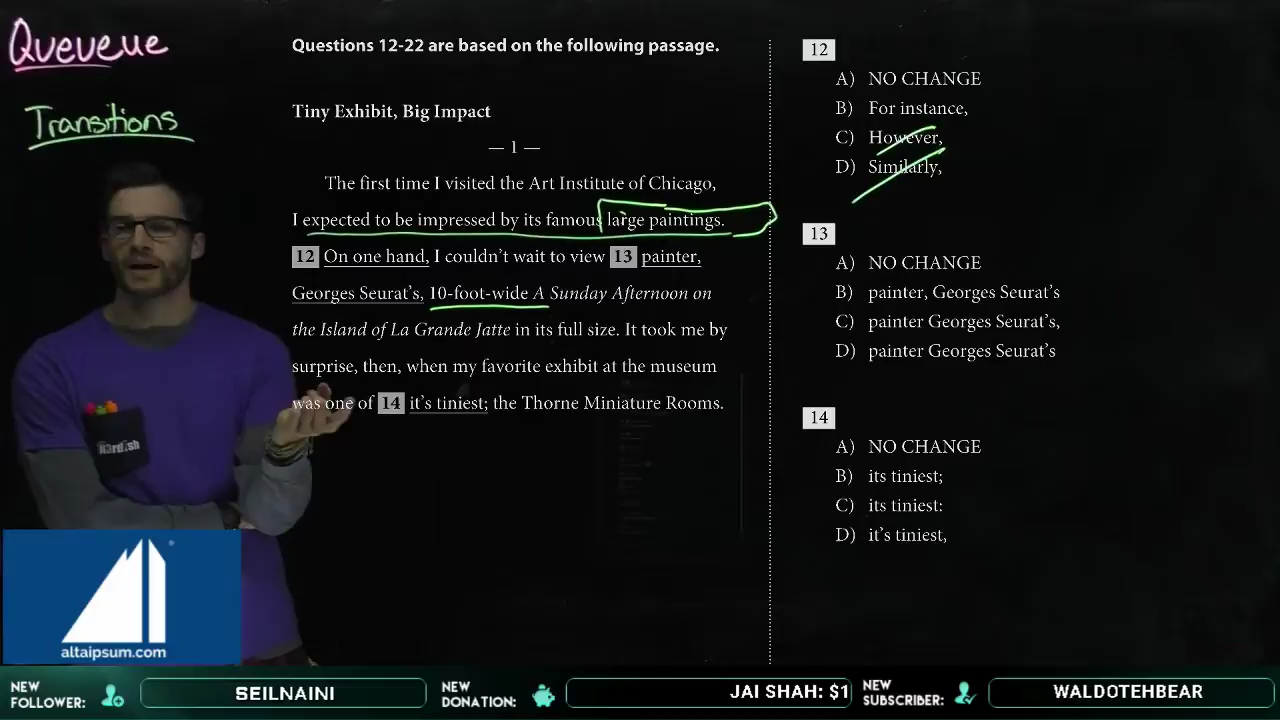 Queueue
Transitions
Questions 12-22 are based on the following passage.
Tiny Exhibit, Big Impact
— 1 —
The first time I visited the Art Institute of Chicago,
I expected to be impressed by its famous large paintings.
12 On one hand, I couldn't wait to view 13 painter,
Georges Seurat's, 10-foot-wide A Sunday Afternoon on
the Island of La Grande Jatte in its full size. It took me by
surprise, then, when my favorite exhibit at the museum
was one of 14 it's tiniest; the Thorne Miniature Rooms.
12
A) NO CHANGE
B) For instance,
C) However,
D) Similarly,
13
A) NO CHANGE
B) painter, Georges Seurat's
C) painter Georges Seurat's,
D) painter Georges Seurat's
14
A) NO CHANGE
B) its tiniest;
C) its tiniest:
D) it's tiniest,
altaipsum.com
NEW FOLLOWER: SEILNAINI
NEW DONATION: JAI SHAH: $1
NEW SUBSCRIBER: WALDOTEHBEAR